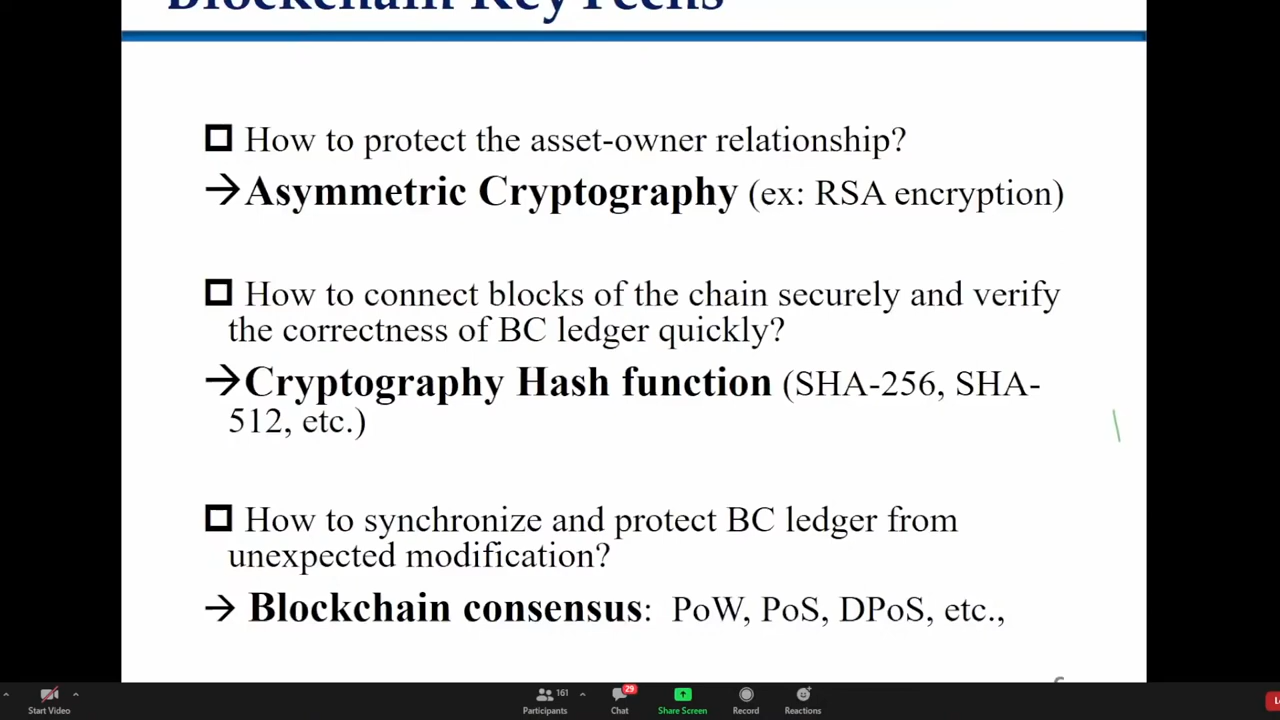 Blockchain Key Techs
How to protect the asset-owner relationship?
→Asymmetric Cryptography (ex: RSA encryption)
How to connect blocks of the chain securely and verify
the correctness of BC ledger quickly?
→Cryptography Hash function (SHA-256, SHA-
512, etc.)
How to synchronize and protect BC ledger from
unexpected modification?
→ Blockchain consensus: PoW, PoS, DPoS, etc.,
161
29
Start Video
Participants
Chat
Share Screen
Record
Reactions